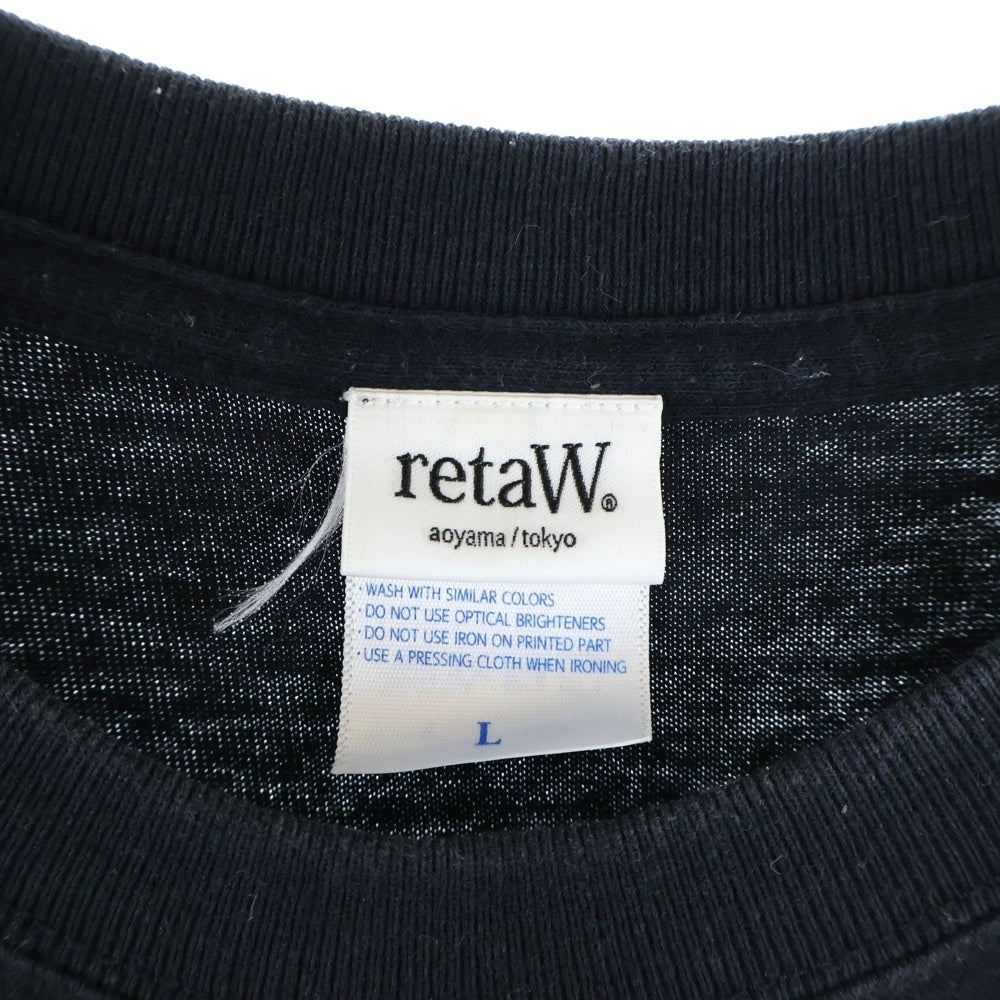 retaW®
aoyama / tokyo
· WASH WITH SIMILAR COLORS
· DO NOT USE OPTICAL BRIGHTENERS
· DO NOT USE IRON ON PRINTED PART
· USE A PRESSING CLOTH WHEN IRONING
L